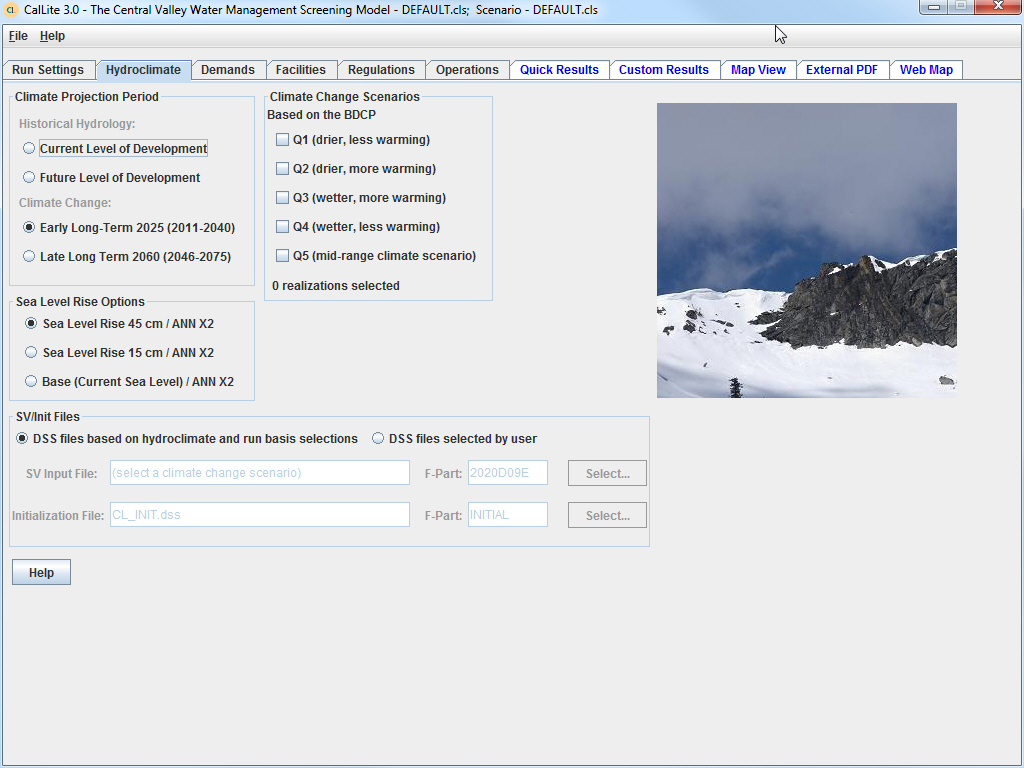 CL CalLite 3.0 - The Central Valley Water Management Screening Model - DEFAULT.cls;  Scenario - DEFAULT.cls
File Help
Run Settings Hydroclimate Demands Facilities Regulations Operations Quick Results Custom Results Map View External PDF Web Map
Climate Projection Period
Historical Hydrology:
Current Level of Development
Future Level of Development
Climate Change:
Early Long-Term 2025 (2011-2040)
Late Long Term 2060 (2046-2075)
Climate Change Scenarios
Based on the BDCP
Q1 (drier, less warming)
Q2 (drier, more warming)
Q3 (wetter, more warming)
Q4 (wetter, less warming)
Q5 (mid-range climate scenario)
0 realizations selected
Sea Level Rise Options
Sea Level Rise 45 cm / ANN X2
Sea Level Rise 15 cm / ANN X2
Base (Current Sea Level) / ANN X2
SV/Init Files
DSS files based on hydroclimate and run basis selections DSS files selected by user
SV Input File: (select a climate change scenario) F-Part: 2020D09E Select...
Initialization File: CL_INIT.dss F-Part: INITIAL Select...
Help